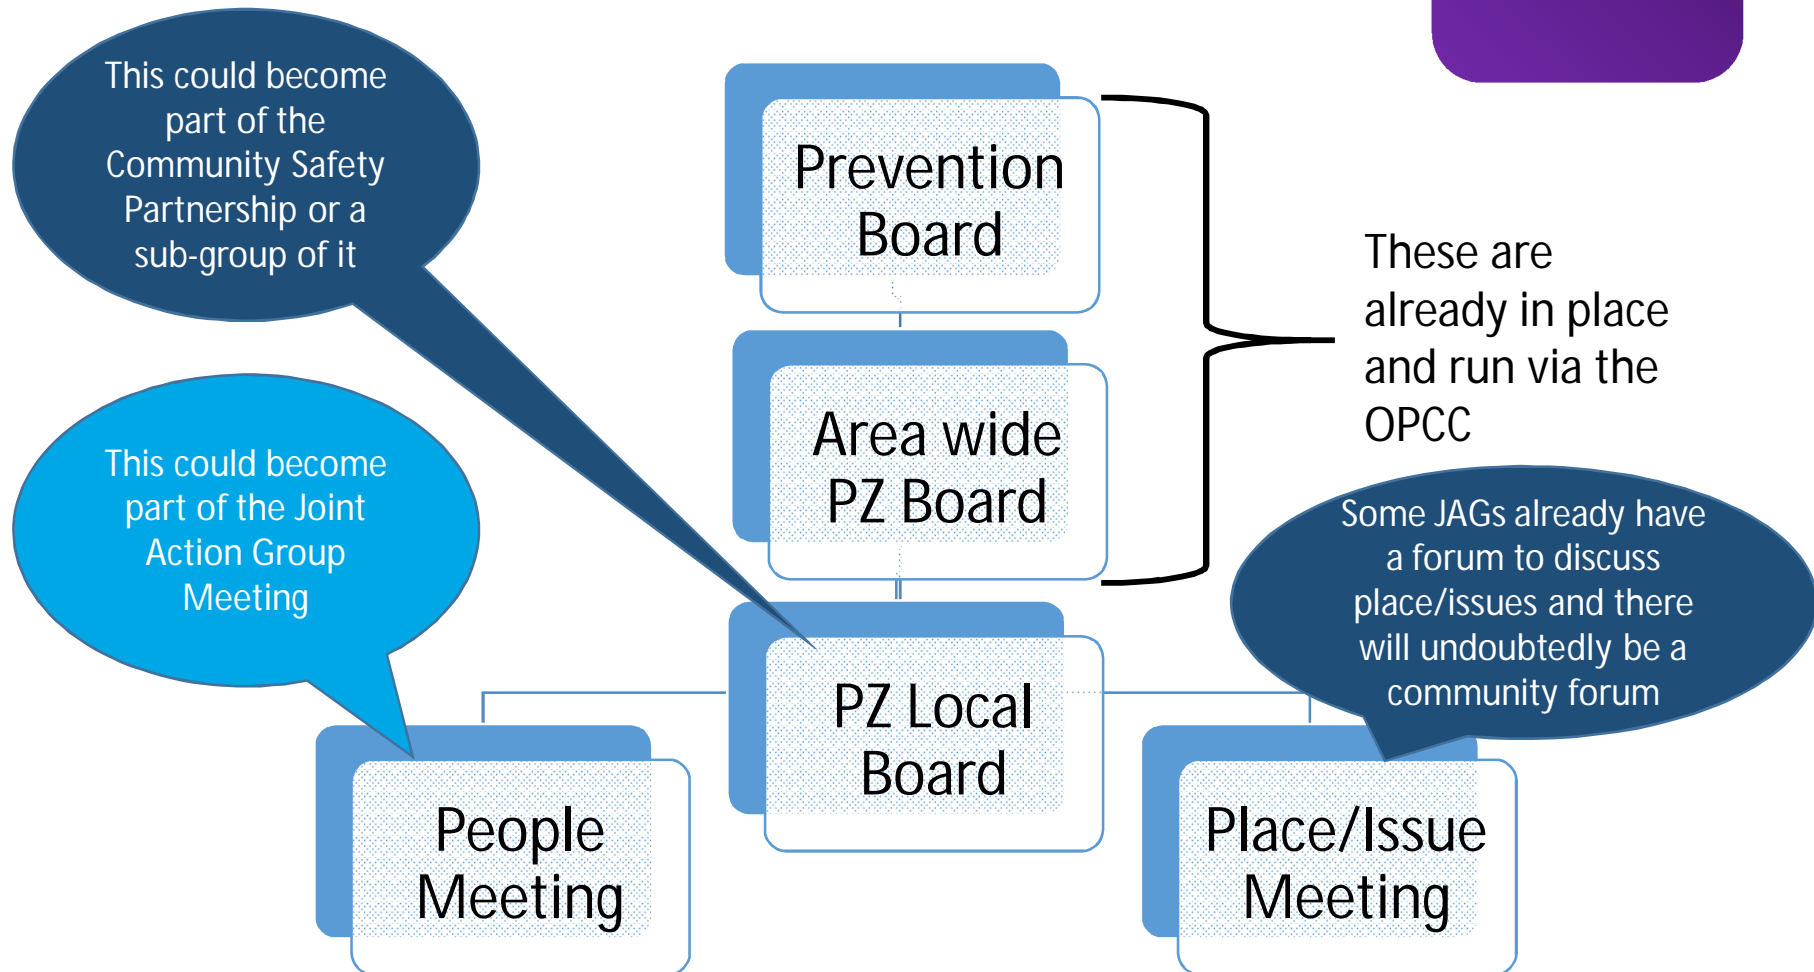 This could become
part of the
Community Safety
Partnership or a
sub-group of it
Prevention
Board
These are
already in place
and run via the
OPCC
Area wide
PZ Board
This could become
part of the Joint
Action Group
Meeting
Some JAGs already have
a forum to discuss
place/issues and there
will undoubtedly be a
community forum
PZ Local
Board
People
Meeting
Place/Issue
Meeting